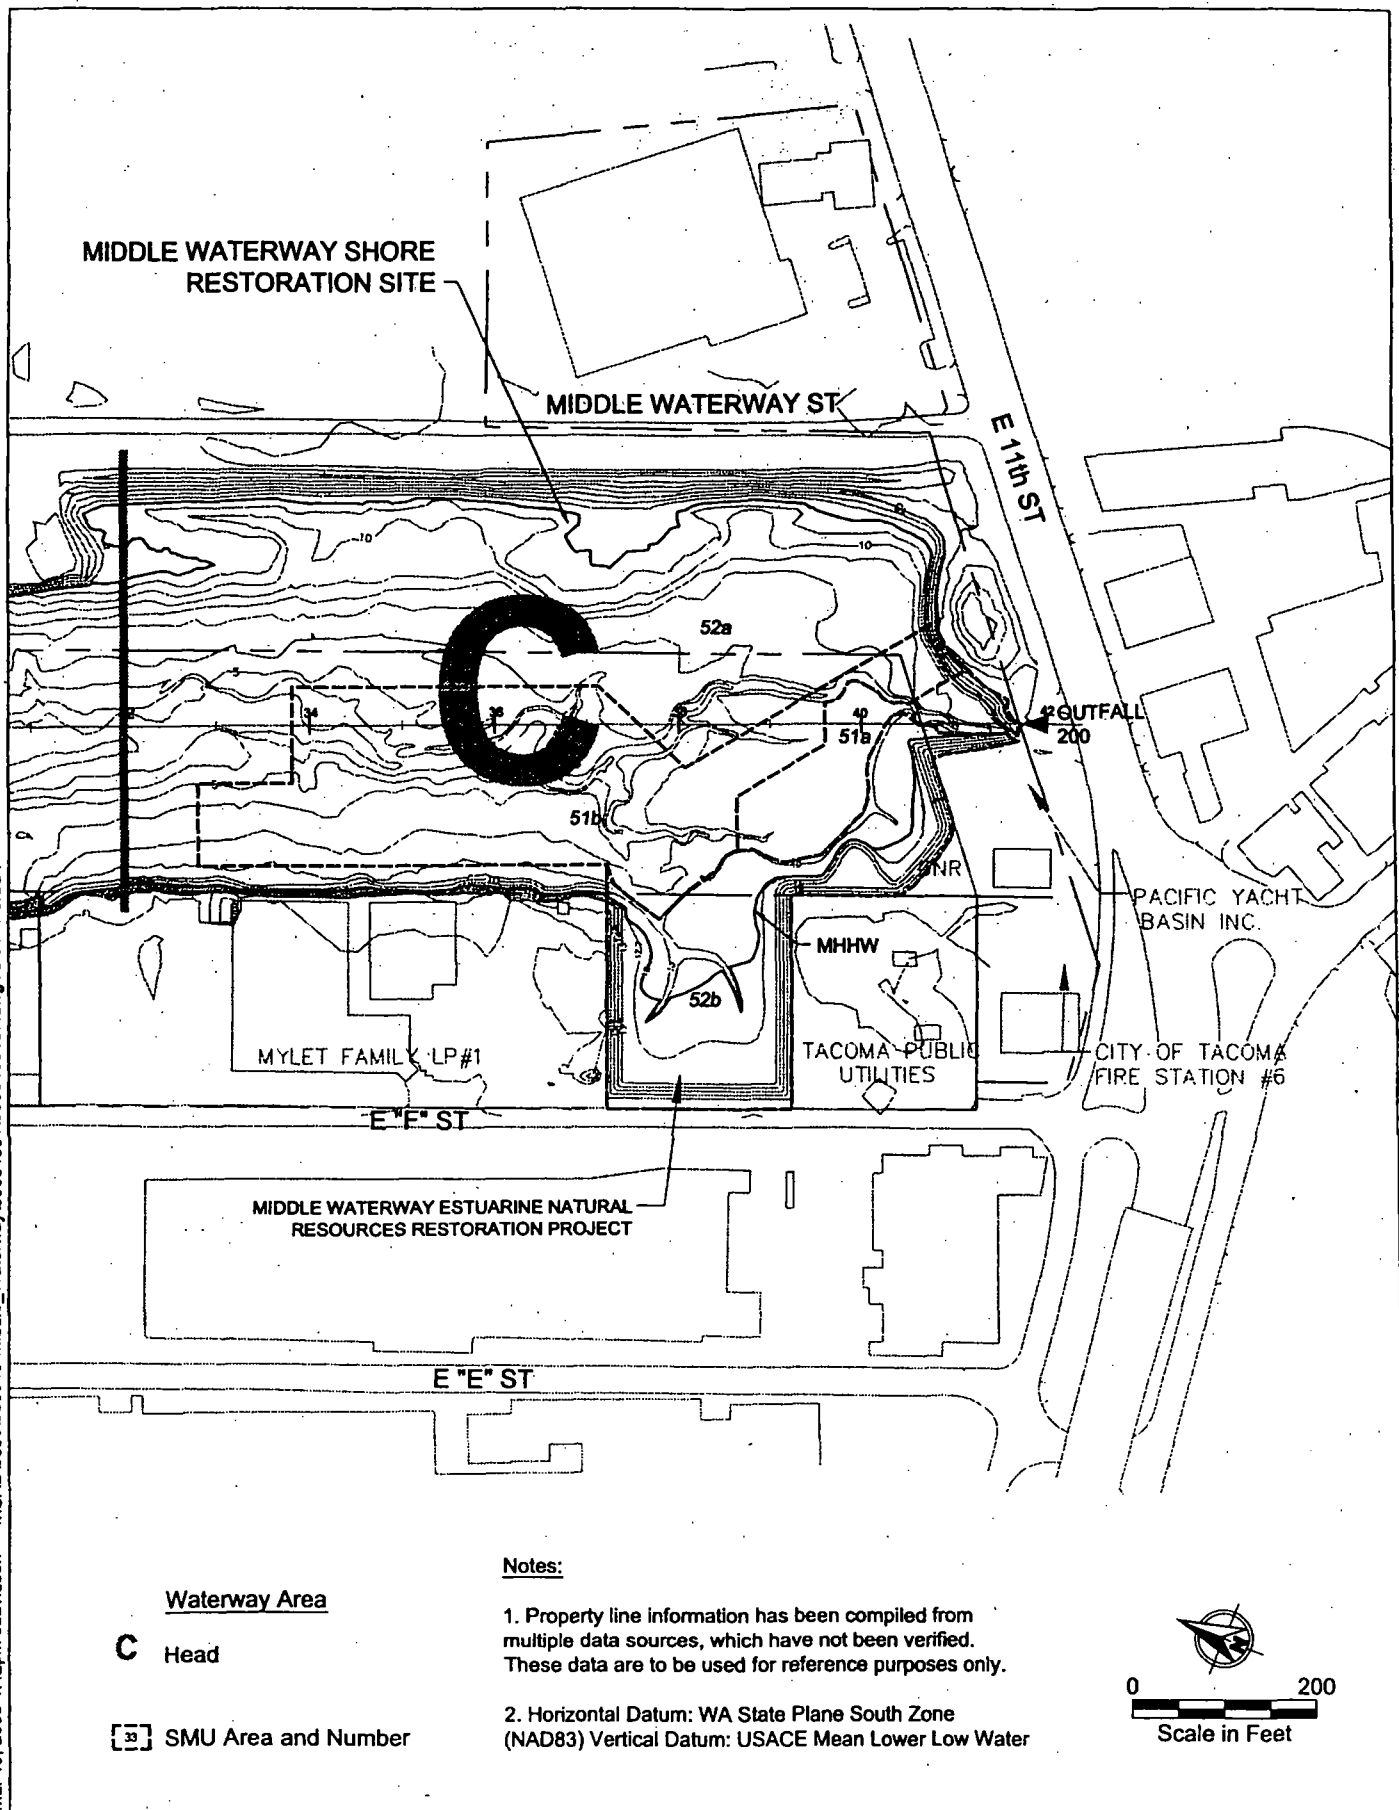 MIDDLE WATERWAY SHORE
RESTORATION SITE
MIDDLE WATERWAY ST
E 11th ST
10
10
52a
5
34
36
40
51a
42
OUTFALL
200
51b
NR
PACIFIC YACHT
BASIN INC.
MHHW
52b
MYLET FAMILY LP#1
TACOMA PUBLIC
UTILITIES
CITY OF TACOMA
FIRE STATION #6
E "F" ST
MIDDLE WATERWAY ESTUARINE NATURAL
RESOURCES RESTORATION PROJECT
E "E" ST
C
Waterway Area
C Head
33 SMU Area and Number
Notes:
1. Property line information has been compiled from
multiple data sources, which have not been verified.
These data are to be used for reference purposes only.
2. Horizontal Datum: WA State Plane South Zone
(NAD83) Vertical Datum: USACE Mean Lower Low Water
N
0 200
Scale in Feet